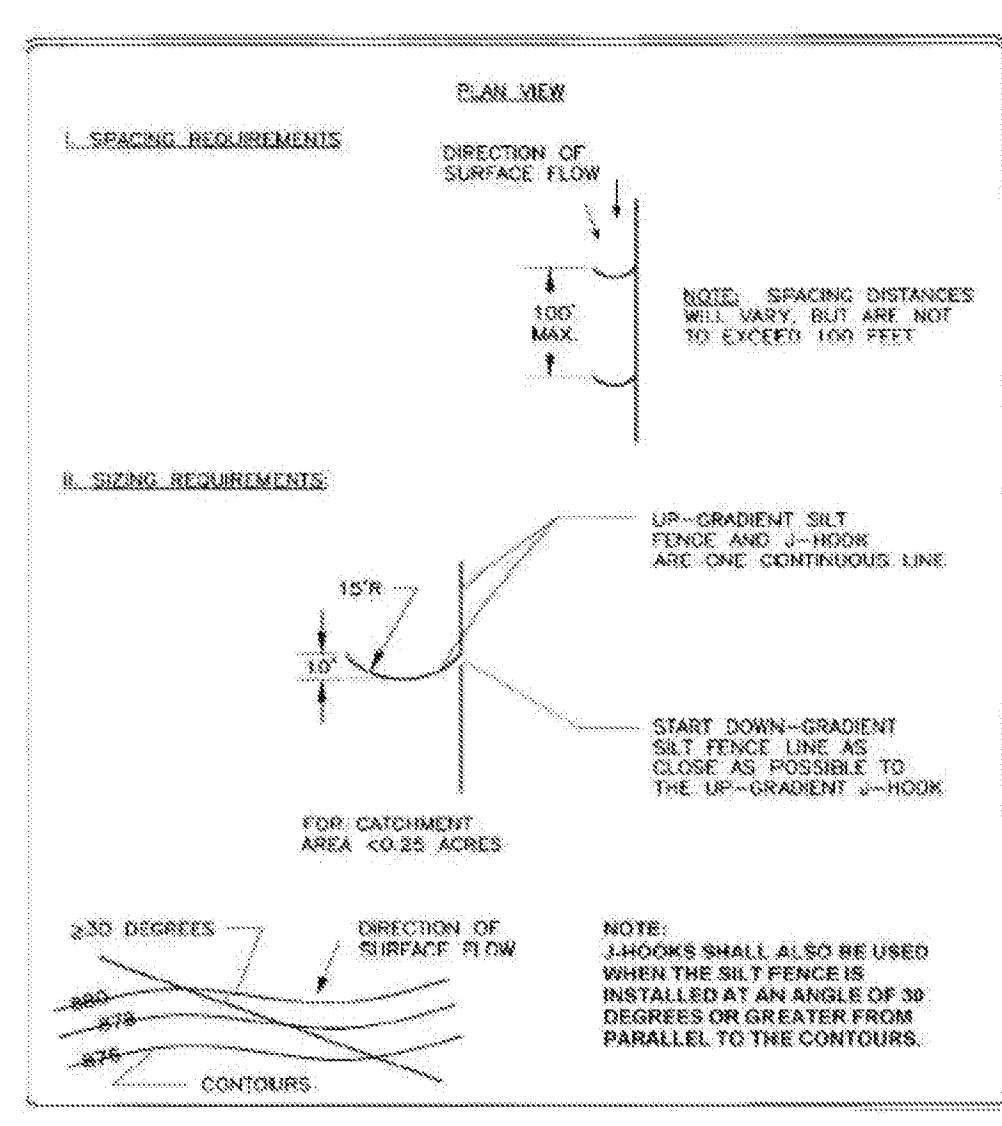 PLAN VIEW
I. SPACING REQUIREMENTS
DIRECTION OF
SURFACE FLOW
100'
MAX.
NOTE: SPACING DISTANCES
WILL VARY, BUT ARE NOT
TO EXCEED 100 FEET
II. SIZING REQUIREMENTS
UP-GRADIENT SILT
FENCE AND J-HOOK
ARE ONE CONTINUOUS LINE
15'R
10'
START DOWN-GRADIENT
SILT FENCE LINE AS
CLOSE AS POSSIBLE TO
THE UP-GRADIENT J-HOOK
FOR CATCHMENT
AREA <0.25 ACRES
≥30 DEGREES
DIRECTION OF
SURFACE FLOW
880
878
876
CONTOURS
NOTE:
J-HOOKS SHALL ALSO BE USED
WHEN THE SILT FENCE IS
INSTALLED AT AN ANGLE OF 30
DEGREES OR GREATER FROM
PARALLEL TO THE CONTOURS.